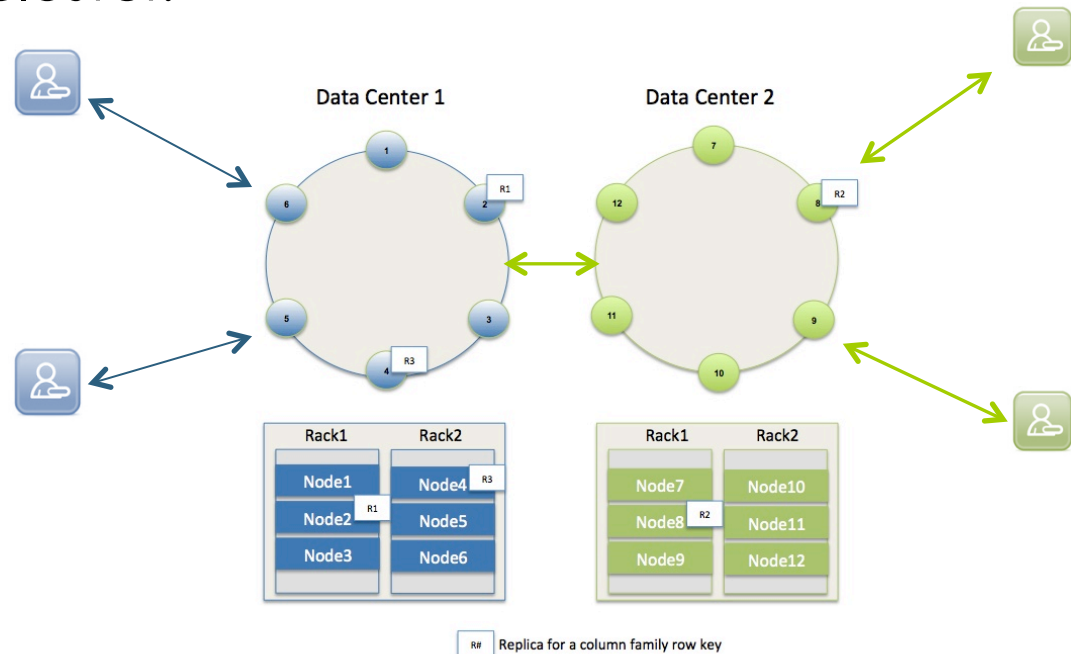 Data Center 1
Data Center 2
1
R1
2
6
5
3
R3
4
7
R2
8
12
11
9
10
Rack1 Rack2
Node1 Node4 R3
Node2 R1 Node5
Node3 Node6
Rack1 Rack2
Node7 Node10
Node8 R2 Node11
Node9 Node12
R# Replica for a column family row key